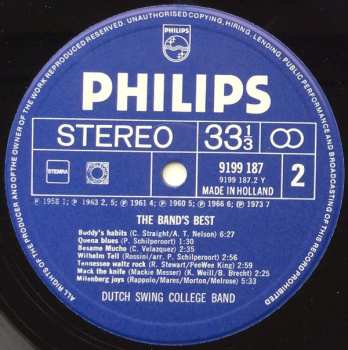 ALL RIGHTS OF THE PRODUCER AND OF THE OWNER OF THE WORK REPRODUCED RESERVED. UNAUTHORISED COPYING, HIRING, LENDING, PUBLIC PERFORMANCE AND BROADCASTING OF THIS RECORD PROHIBITED
PHILIPS
PHILIPS
STEREO 33 1/3
STEMRA
9199 187
9199 187.2 Y
MADE IN HOLLAND
2
℗ 1958 1; ℗ 1963 2, 5; ℗ 1961 4; ℗ 1960 5; ℗ 1966 6; ℗ 1973 7
THE BAND'S BEST
Buddy's habits (C. Straight/A. T. Nelson) 6:27
Quena blues (P. Schilperoort) 1:30
Besame Mucho (C. Velazquez) 2:35
Wilhelm Tell (Rossini/arr. P. Schilperoort) 2:56
Tennessee waltz rock (R. Stewart/PeeWee King) 2:57
Mack the knife (Mackie Messer) (K. Weill/B. Brecht) 2:25
Milenberg joys (Rappolo/Mares/Morton/Melrose) 5:33
DUTCH SWING COLLEGE BAND